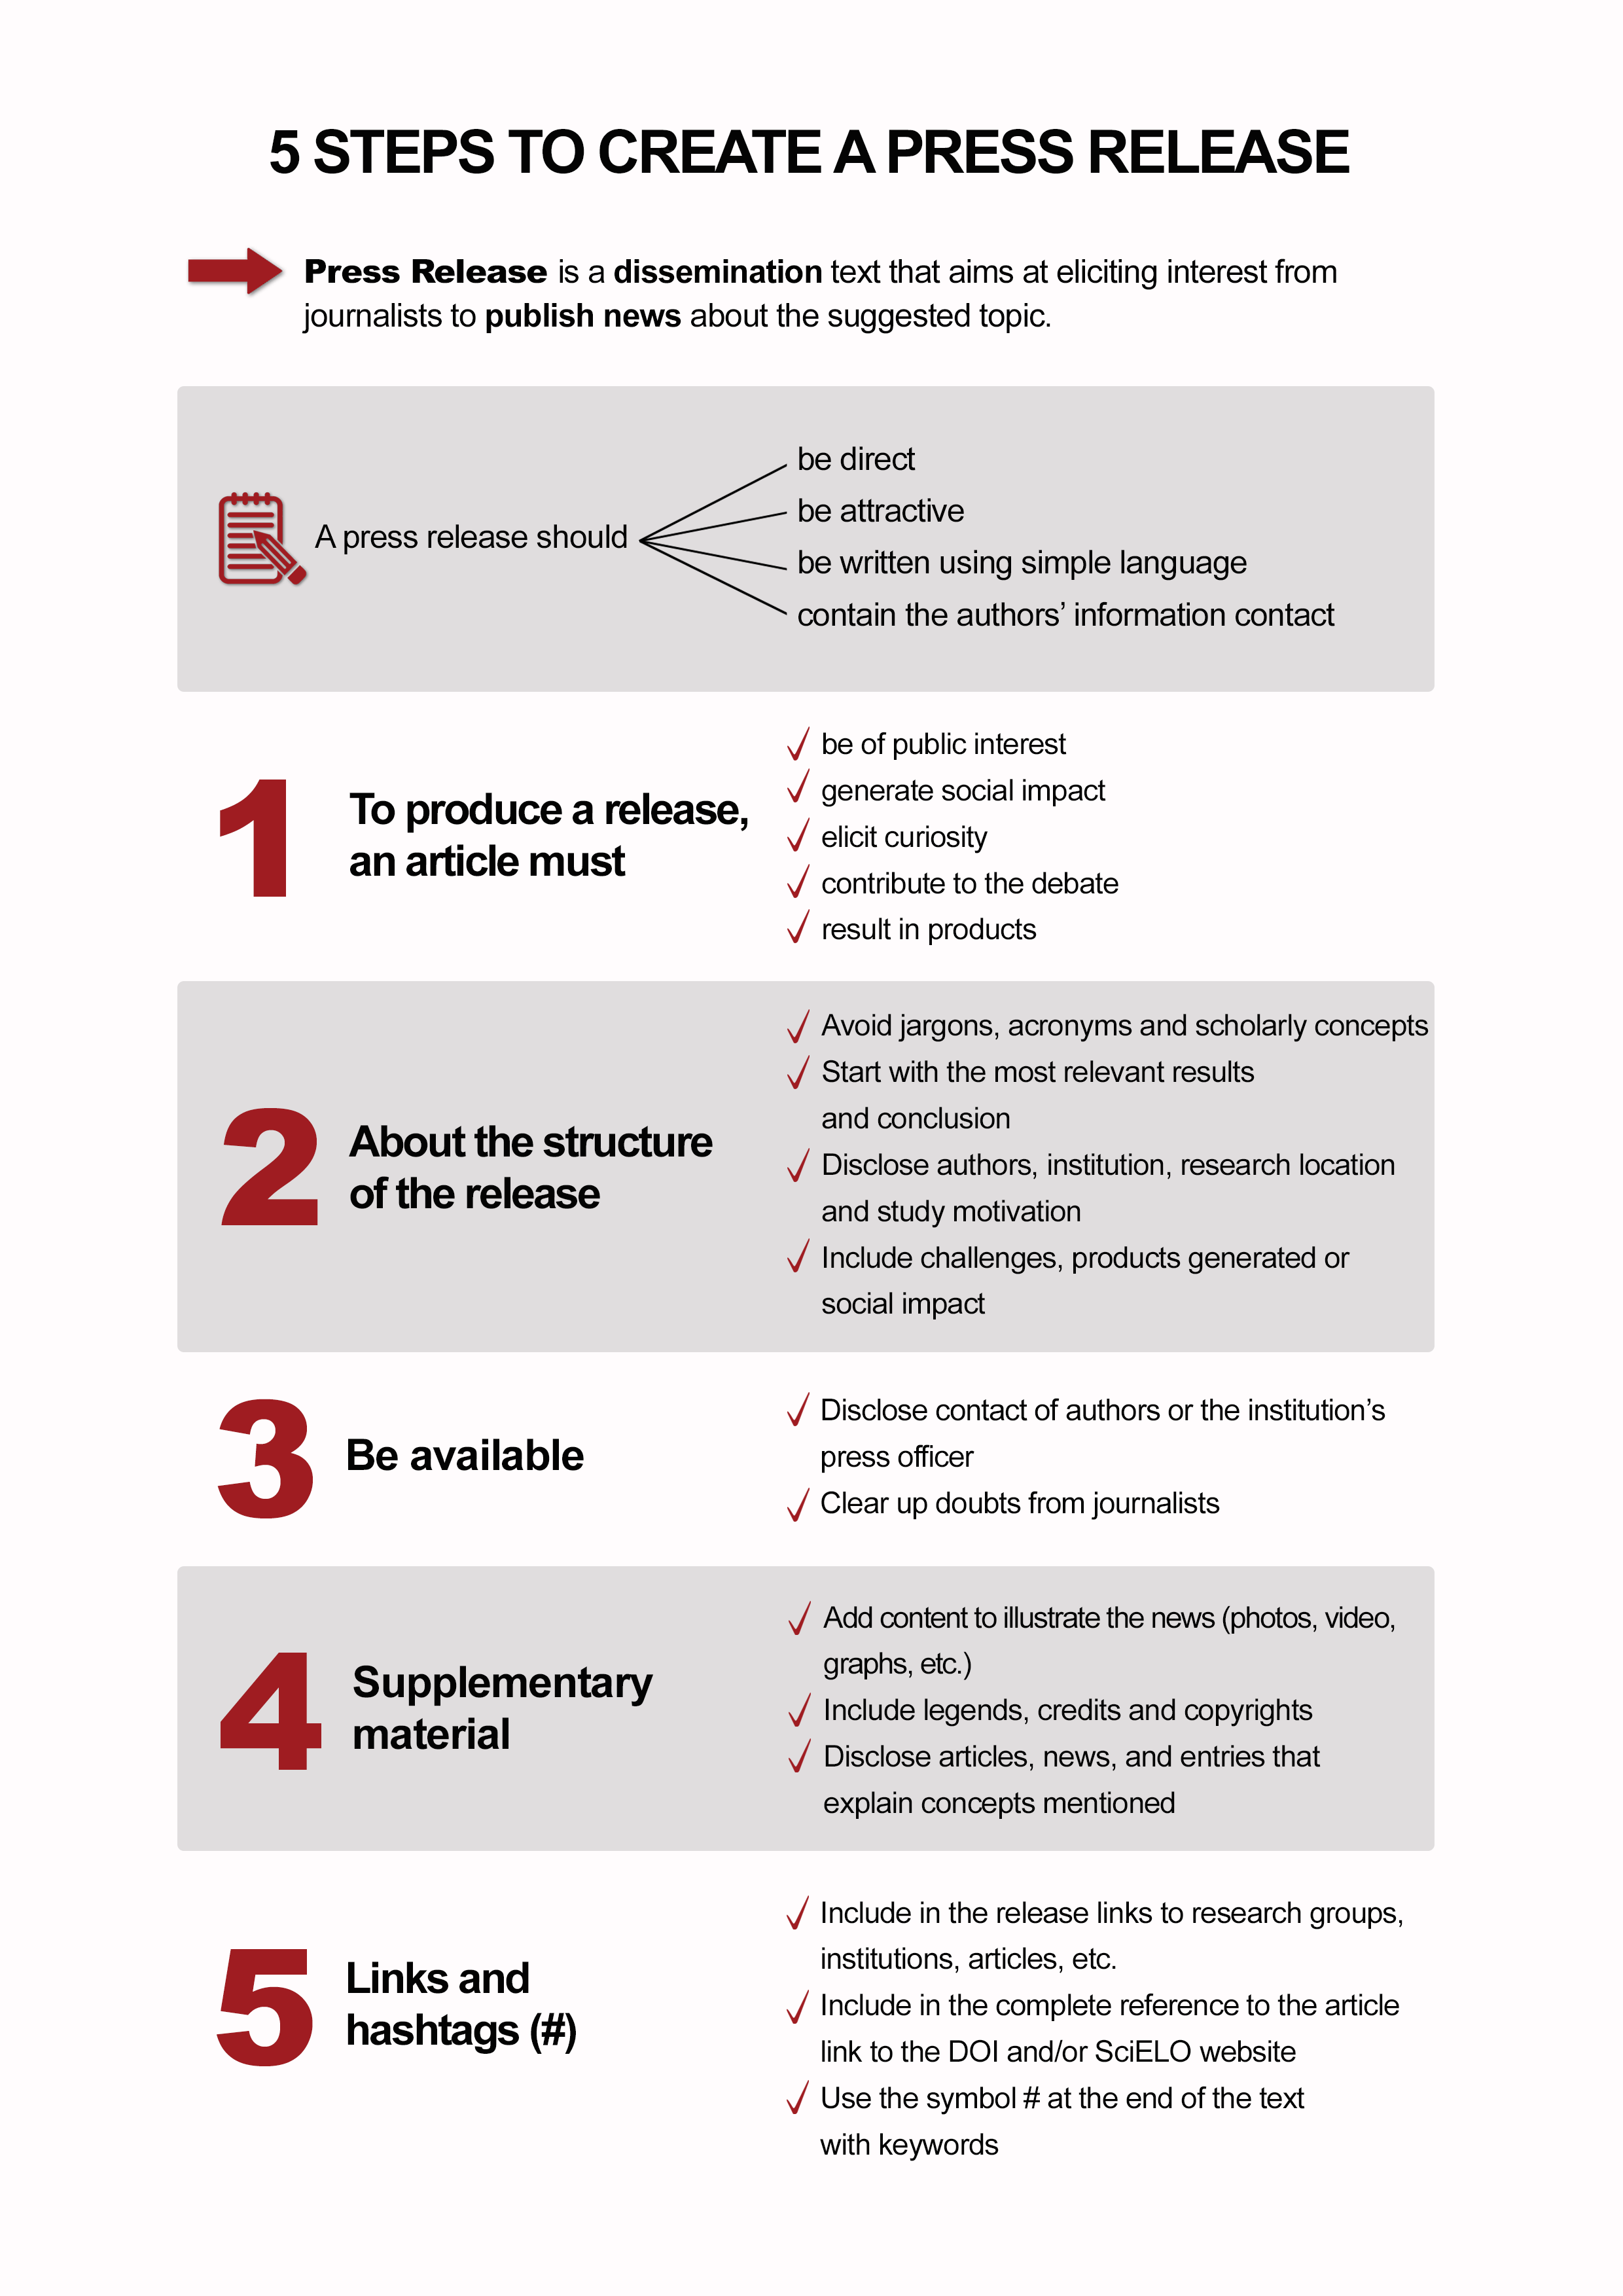 5 STEPS TO CREATE A PRESS RELEASE
Press Release is a dissemination text that aims at eliciting interest from
journalists to publish news about the suggested topic.
A press release should
be direct
be attractive
be written using simple language
contain the authors’ information contact
1
To produce a release,
an article must
be of public interest
generate social impact
elicit curiosity
contribute to the debate
result in products
2
About the structure
of the release
Avoid jargons, acronyms and scholarly concepts
Start with the most relevant results
and conclusion
Disclose authors, institution, research location
and study motivation
Include challenges, products generated or
social impact
3
Be available
Disclose contact of authors or the institution’s
press officer
Clear up doubts from journalists
4
Supplementary
material
Add content to illustrate the news (photos, video,
graphs, etc.)
Include legends, credits and copyrights
Disclose articles, news, and entries that
explain concepts mentioned
5
Links and
hashtags (#)
Include in the release links to research groups,
institutions, articles, etc.
Include in the complete reference to the article
link to the DOI and/or SciELO website
Use the symbol # at the end of the text
with keywords